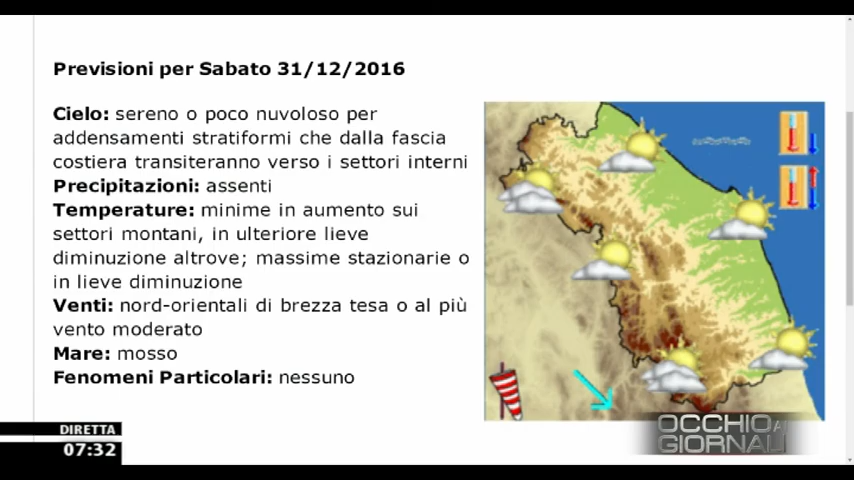 Previsioni per Sabato 31/12/2016
Cielo: sereno o poco nuvoloso per
addensamenti stratiformi che dalla fascia
costiera transiteranno verso i settori interni
Precipitazioni: assenti
Temperature: minime in aumento sui
settori montani, in ulteriore lieve
diminuzione altrove; massime stazionarie o
in lieve diminuzione
Venti: nord-orientali di brezza tesa o al più
vento moderato
Mare: mosso
Fenomeni Particolari: nessuno
DIRETTA
07:32
OCCHIO AI
GIORNALI